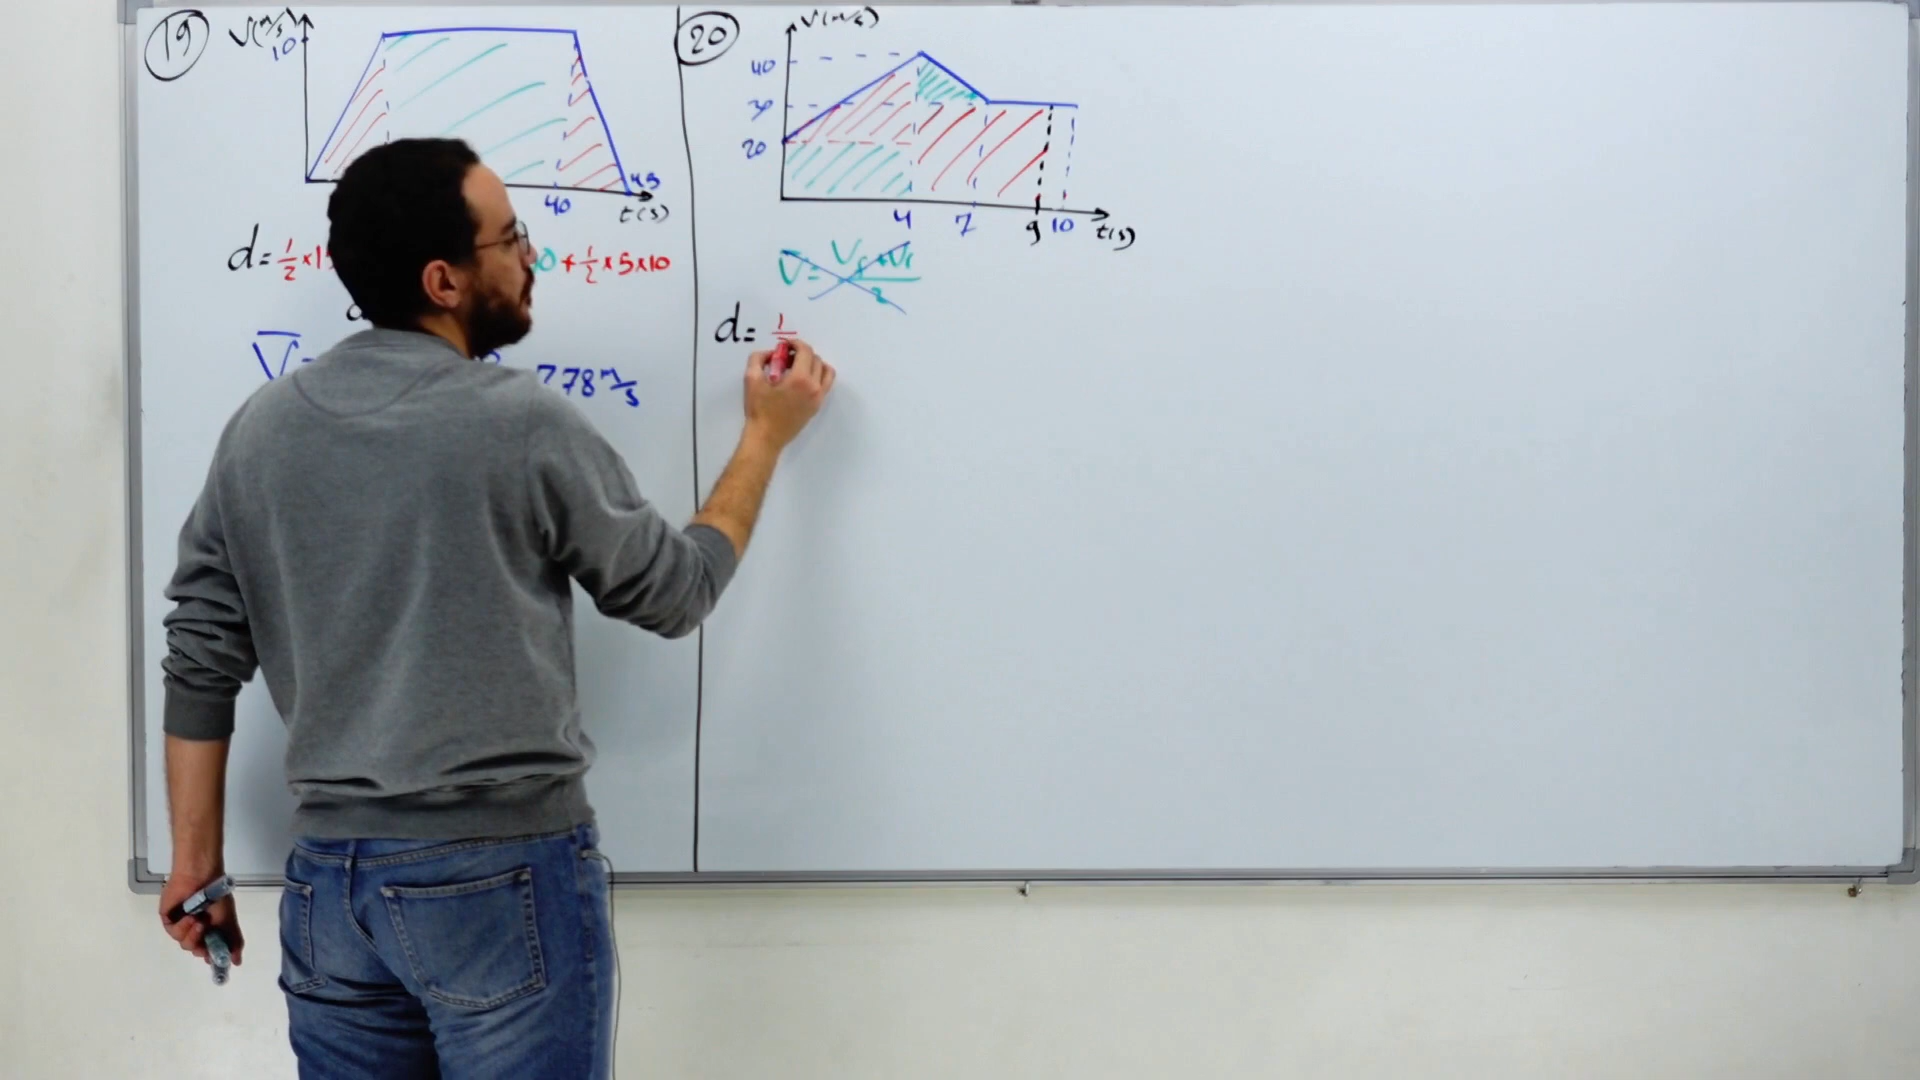 19
V(m/s)
10
40
45
t(s)
d = 1/2 ×1
0 + 1/2 × 5 × 10
d
V̅ =
778 m/s
20
V(m/s)
40
30
20
4
7
9
10
t(s)
V̅ = Vf + Vi / 2
d = 1/